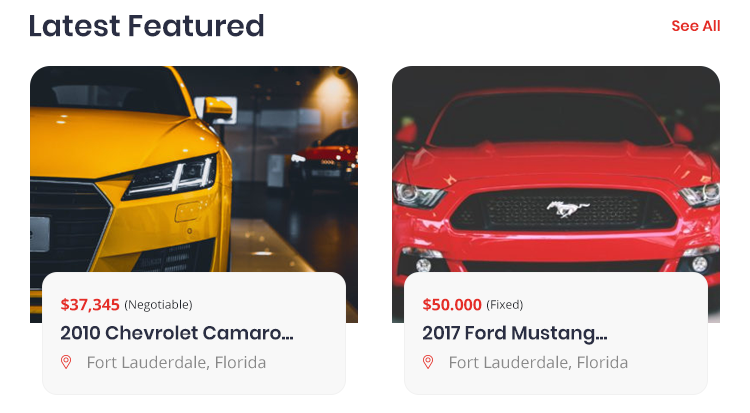 Latest Featured
See All
$37,345 (Negotiable)
2010 Chevrolet Camaro...
Fort Lauderdale, Florida
$50.000 (Fixed)
2017 Ford Mustang...
Fort Lauderdale, Florida